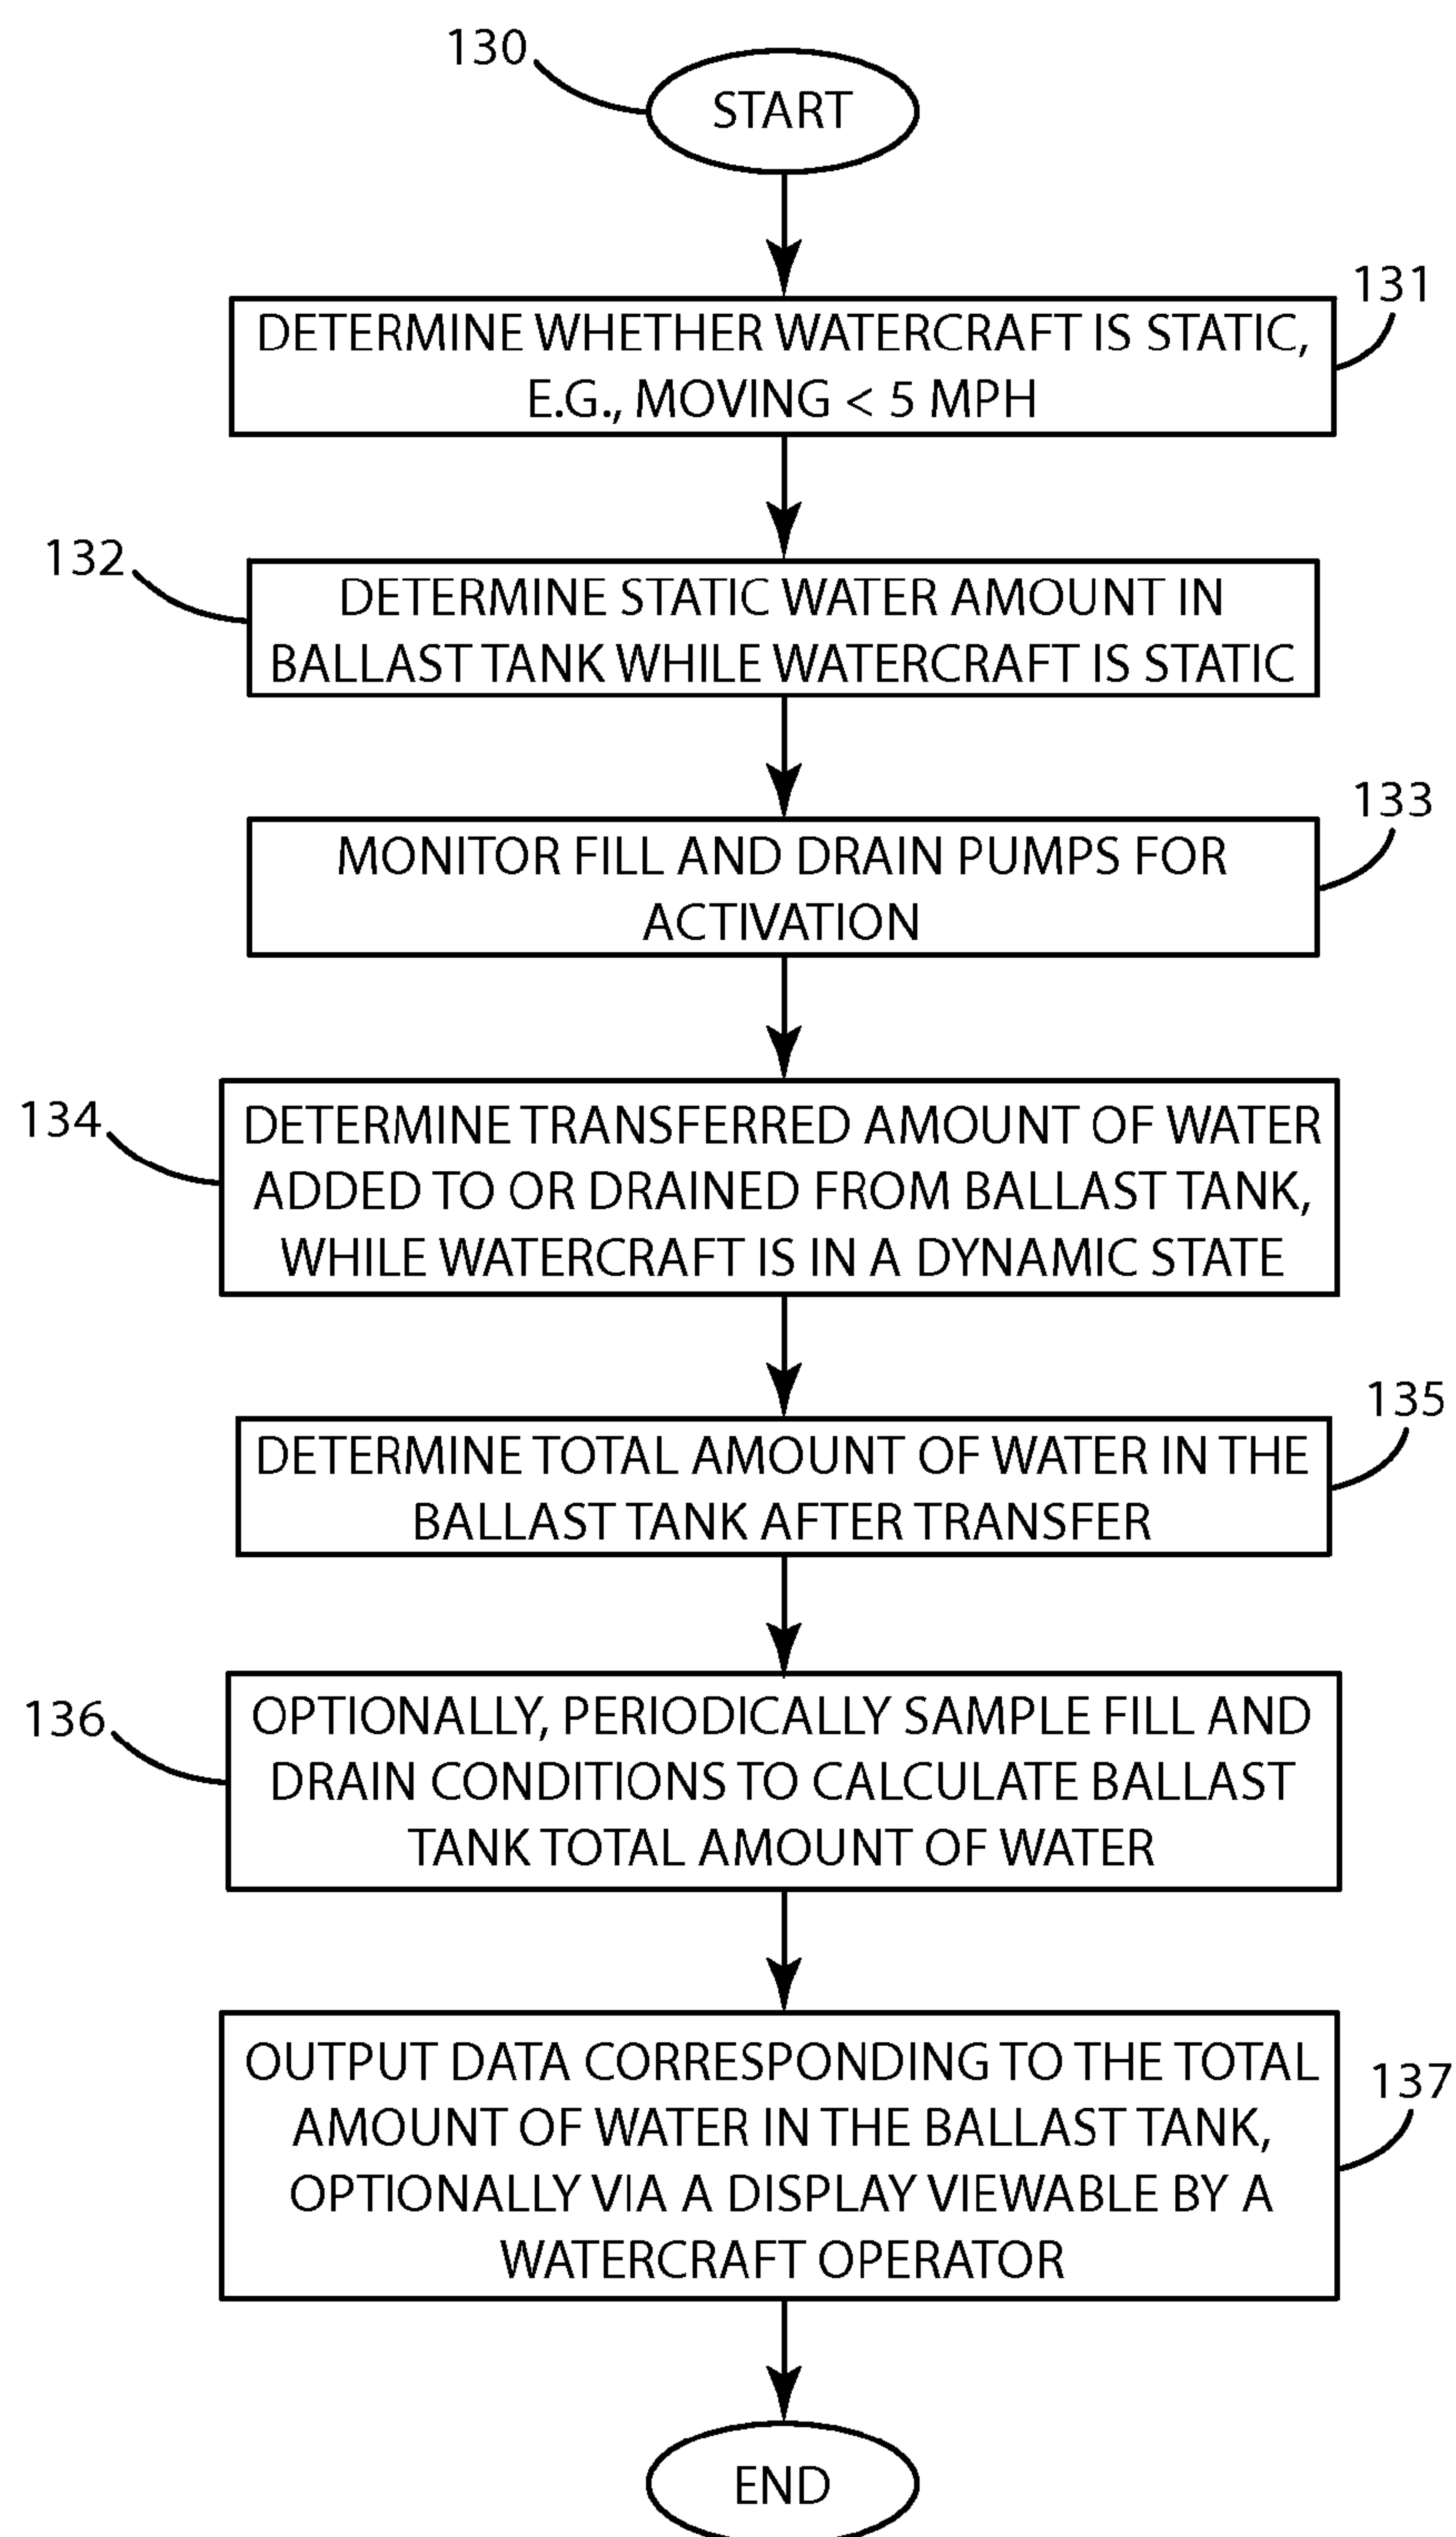 130
START
131
DETERMINE WHETHER WATERCRAFT IS STATIC,
E.G., MOVING < 5 MPH
132
DETERMINE STATIC WATER AMOUNT IN
BALLAST TANK WHILE WATERCRAFT IS STATIC
133
MONITOR FILL AND DRAIN PUMPS FOR
ACTIVATION
134
DETERMINE TRANSFERRED AMOUNT OF WATER
ADDED TO OR DRAINED FROM BALLAST TANK,
WHILE WATERCRAFT IS IN A DYNAMIC STATE
135
DETERMINE TOTAL AMOUNT OF WATER IN THE
BALLAST TANK AFTER TRANSFER
136
OPTIONALLY, PERIODICALLY SAMPLE FILL AND
DRAIN CONDITIONS TO CALCULATE BALLAST
TANK TOTAL AMOUNT OF WATER
137
OUTPUT DATA CORRESPONDING TO THE TOTAL
AMOUNT OF WATER IN THE BALLAST TANK,
OPTIONALLY VIA A DISPLAY VIEWABLE BY A
WATERCRAFT OPERATOR
END